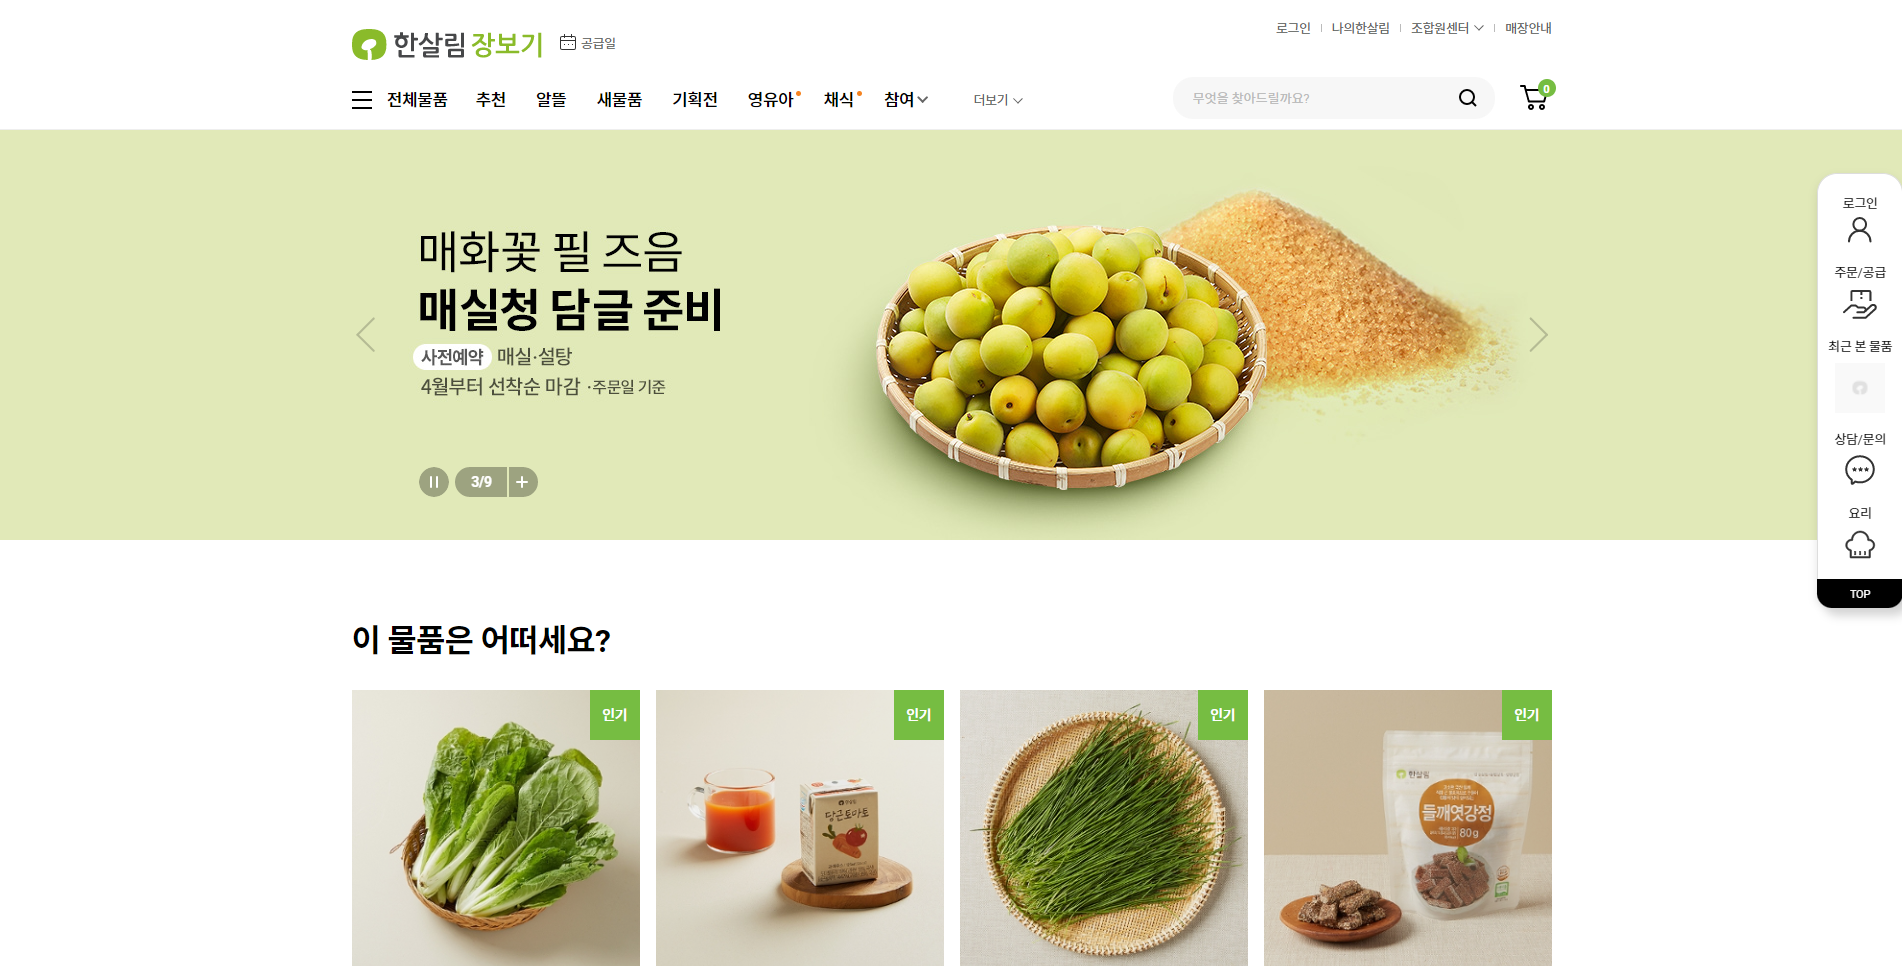 로그인
나의한살림
조합원센터
매장안내
한살림 장보기
공급일
전체물품
추천
알뜰
새물품
기획전
영유아
채식
참여
더보기
무엇을 찾아드릴까요?
0
매화꽃 필 즈음
매실청 담글 준비
사전예약 매실·설탕
4월부터 선착순 마감 ·주문일 기준
3/9
로그인
주문/공급
최근 본 물품
상담/문의
요리
TOP
이 물품은 어떠세요?
인기
인기
인기
인기
당근토마토
한살림
들깨엿강정
80g